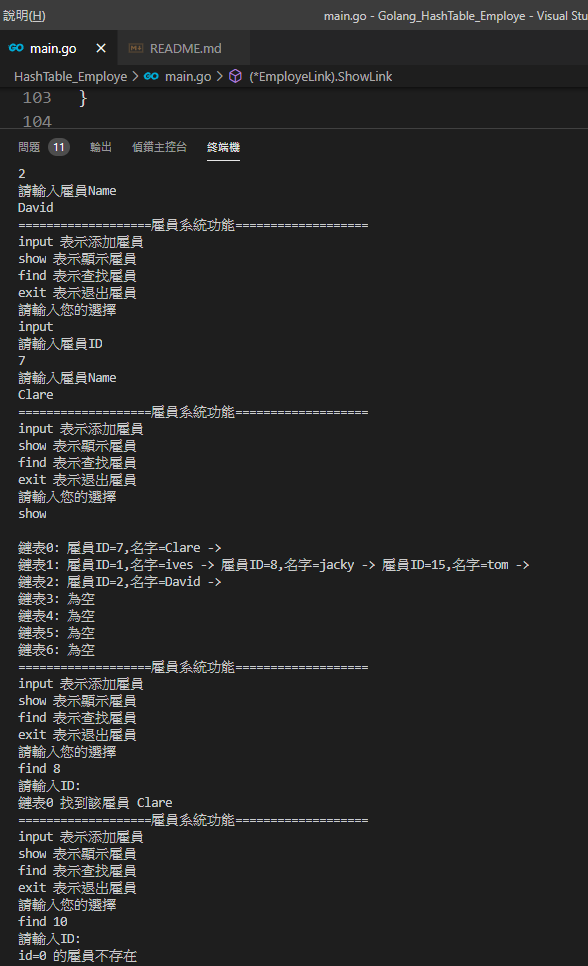 說明(H)
main.go - Golang_HashTable_Employe - Visual Stu
GO main.go × README.md
HashTable_Employe > GO main.go > (*EmployeLink).ShowLink
103 }
104
問題 11 輸出 偵錯主控台 終端機
2
請輸入雇員Name
David
===================雇員系統功能===================
input 表示添加雇員
show 表示顯示雇員
find 表示查找雇員
exit 表示退出雇員
請輸入您的選擇
input
請輸入雇員ID
7
請輸入雇員Name
Clare
===================雇員系統功能===================
input 表示添加雇員
show 表示顯示雇員
find 表示查找雇員
exit 表示退出雇員
請輸入您的選擇
show
鏈表0: 雇員ID=7,名字=Clare ->
鏈表1: 雇員ID=1,名字=ives -> 雇員ID=8,名字=jacky -> 雇員ID=15,名字=tom ->
鏈表2: 雇員ID=2,名字=David ->
鏈表3: 為空
鏈表4: 為空
鏈表5: 為空
鏈表6: 為空
===================雇員系統功能===================
input 表示添加雇員
show 表示顯示雇員
find 表示查找雇員
exit 表示退出雇員
請輸入您的選擇
find 8
請輸入ID:
鏈表0 找到該雇員 Clare
===================雇員系統功能===================
input 表示添加雇員
show 表示顯示雇員
find 表示查找雇員
exit 表示退出雇員
請輸入您的選擇
find 10
請輸入ID:
id=0 的雇員不存在